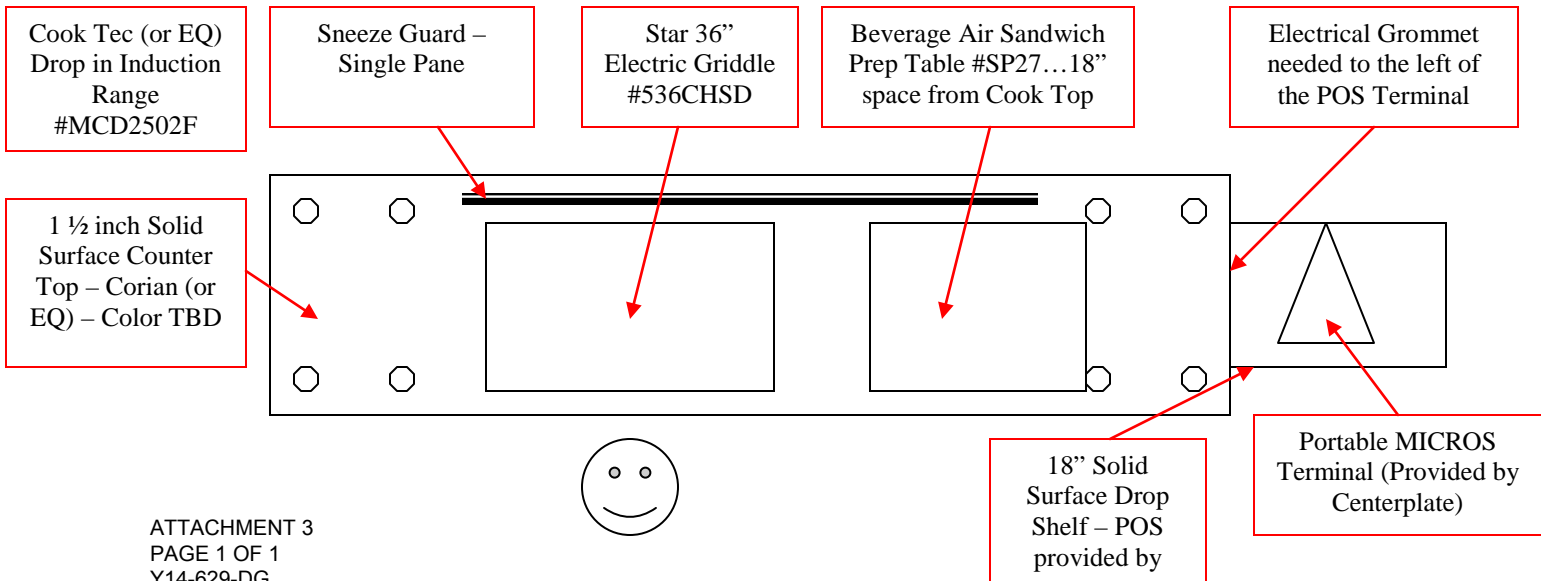 Cook Tec (or EQ)
Drop in Induction
Range
#MCD2502F
Sneeze Guard –
Single Pane
Star 36”
Electric Griddle
#536CHSD
Beverage Air Sandwich
Prep Table #SP27…18”
space from Cook Top
Electrical Grommet
needed to the left of
the POS Terminal
1 ½ inch Solid
Surface Counter
Top – Corian (or
EQ) – Color TBD
18” Solid
Surface Drop
Shelf – POS
provided by
Portable MICROS
Terminal (Provided by
Centerplate)
ATTACHMENT 3
PAGE 1 OF 1
Y14-629-DG